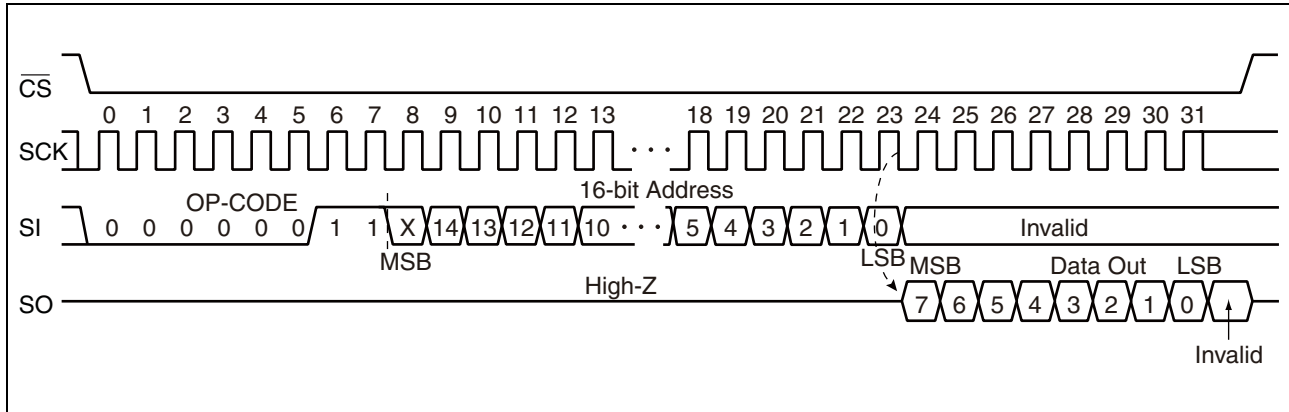 CS
0 1 2 3 4 5 6 7 8 9 10 11 12 13 18 19 20 21 22 23 24 25 26 27 28 29 30 31
SCK · · ·
OP-CODE 16-bit Address
SI 0 0 0 0 0 0 1 1 X 14 13 12 11 10 · · · 5 4 3 2 1 0 Invalid
MSB LSB MSB Data Out LSB
High-Z
SO 7 6 5 4 3 2 1 0
Invalid